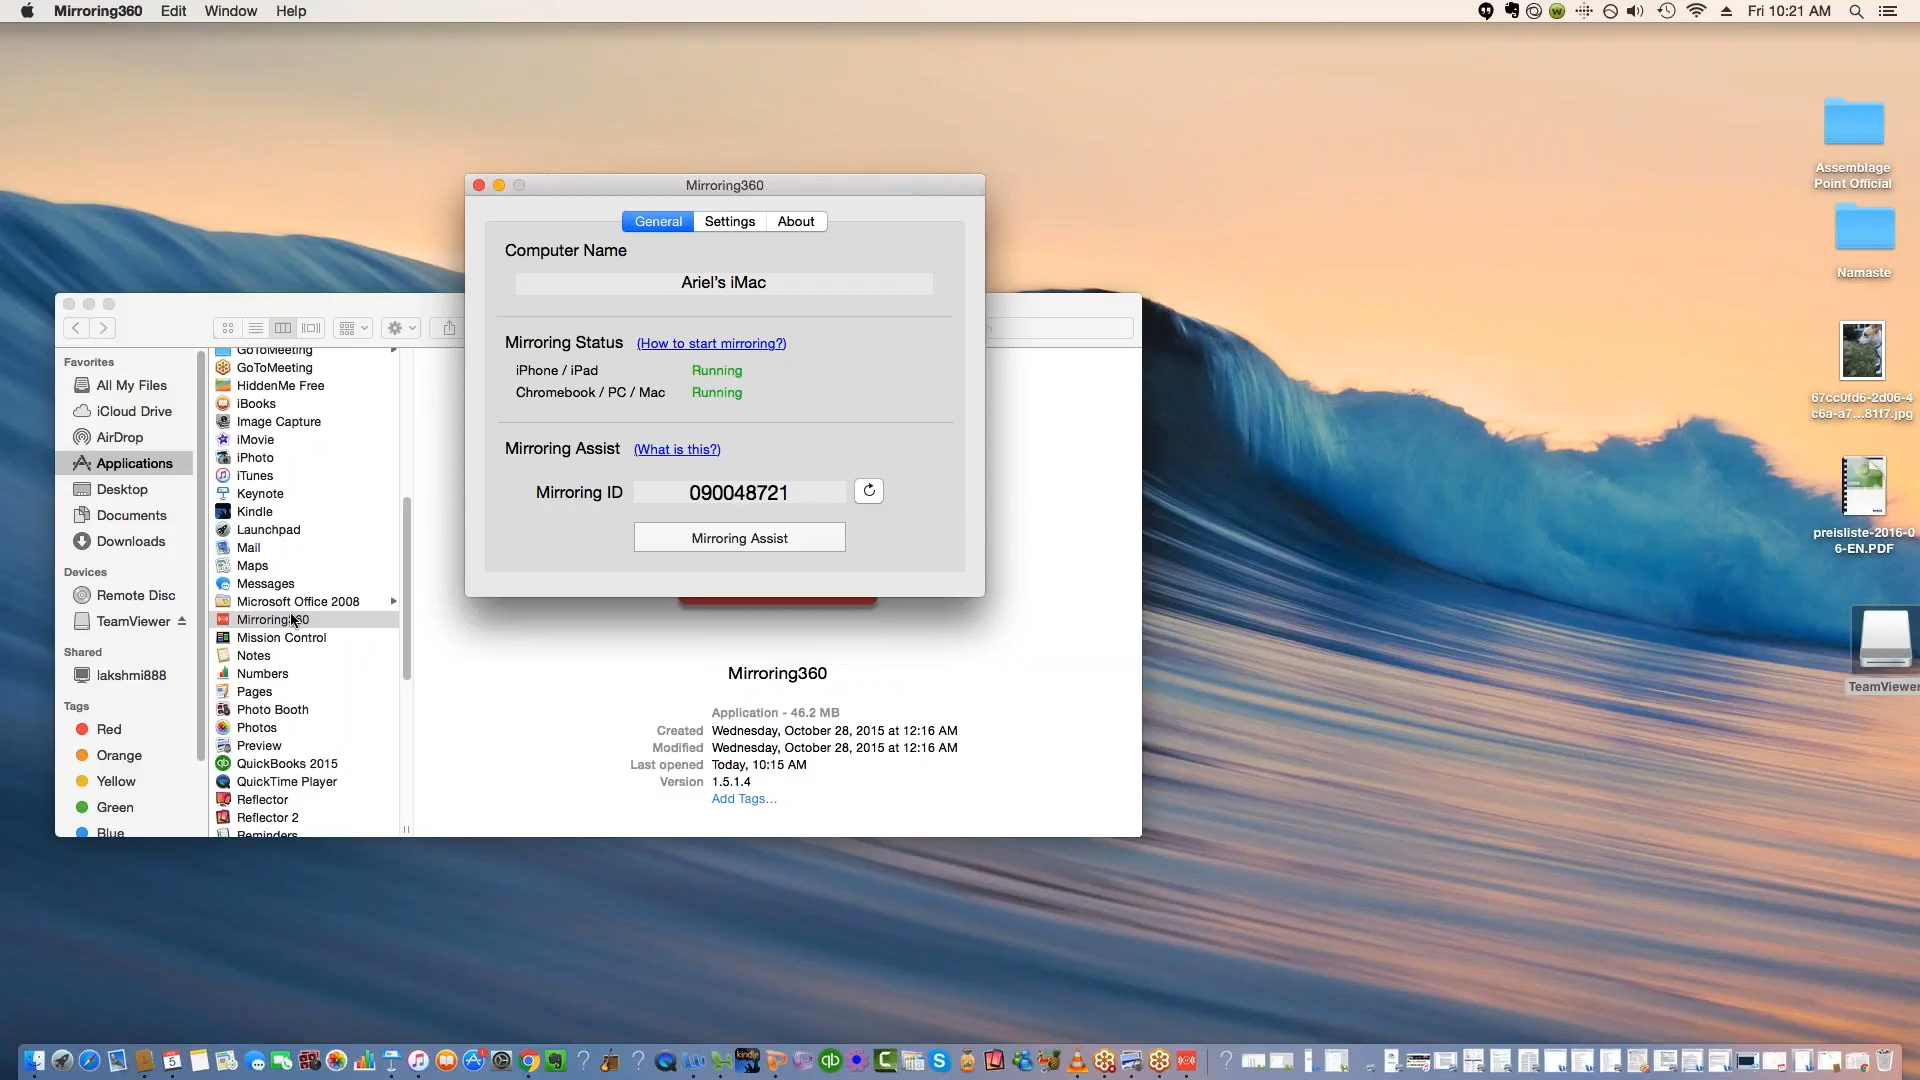 Mirroring360 Edit Window Help
Fri 10:21 AM
Mirroring360
General Settings About
Computer Name
Ariel's iMac
Mirroring Status (How to start mirroring?)
iPhone / iPad Running
Chromebook / PC / Mac Running
Mirroring Assist (What is this?)
Mirroring ID 090048721
Mirroring Assist
Favorites
All My Files
iCloud Drive
AirDrop
Applications
Desktop
Documents
Downloads
Devices
Remote Disc
TeamViewer
Shared
lakshmi888
Tags
Red
Orange
Yellow
Green
Blue
GoToMeeting
GoToMeeting
HiddenMe Free
iBooks
Image Capture
iMovie
iPhoto
iTunes
Keynote
Kindle
Launchpad
Mail
Maps
Messages
Microsoft Office 2008
Mirroring360
Mission Control
Notes
Numbers
Pages
Photo Booth
Photos
Preview
QuickBooks 2015
QuickTime Player
Reflector
Reflector 2
Reminders
Mirroring360
Application - 46.2 MB
Created Wednesday, October 28, 2015 at 12:16 AM
Modified Wednesday, October 28, 2015 at 12:16 AM
Last opened Today, 10:15 AM
Version 1.5.1.4
Add Tags...
Assemblage
Point Official
Namaste
67cc0fd6-2d06-4
c6a-a7...81f7.jpg
preisliste-2016-0
6-EN.PDF
TeamViewer